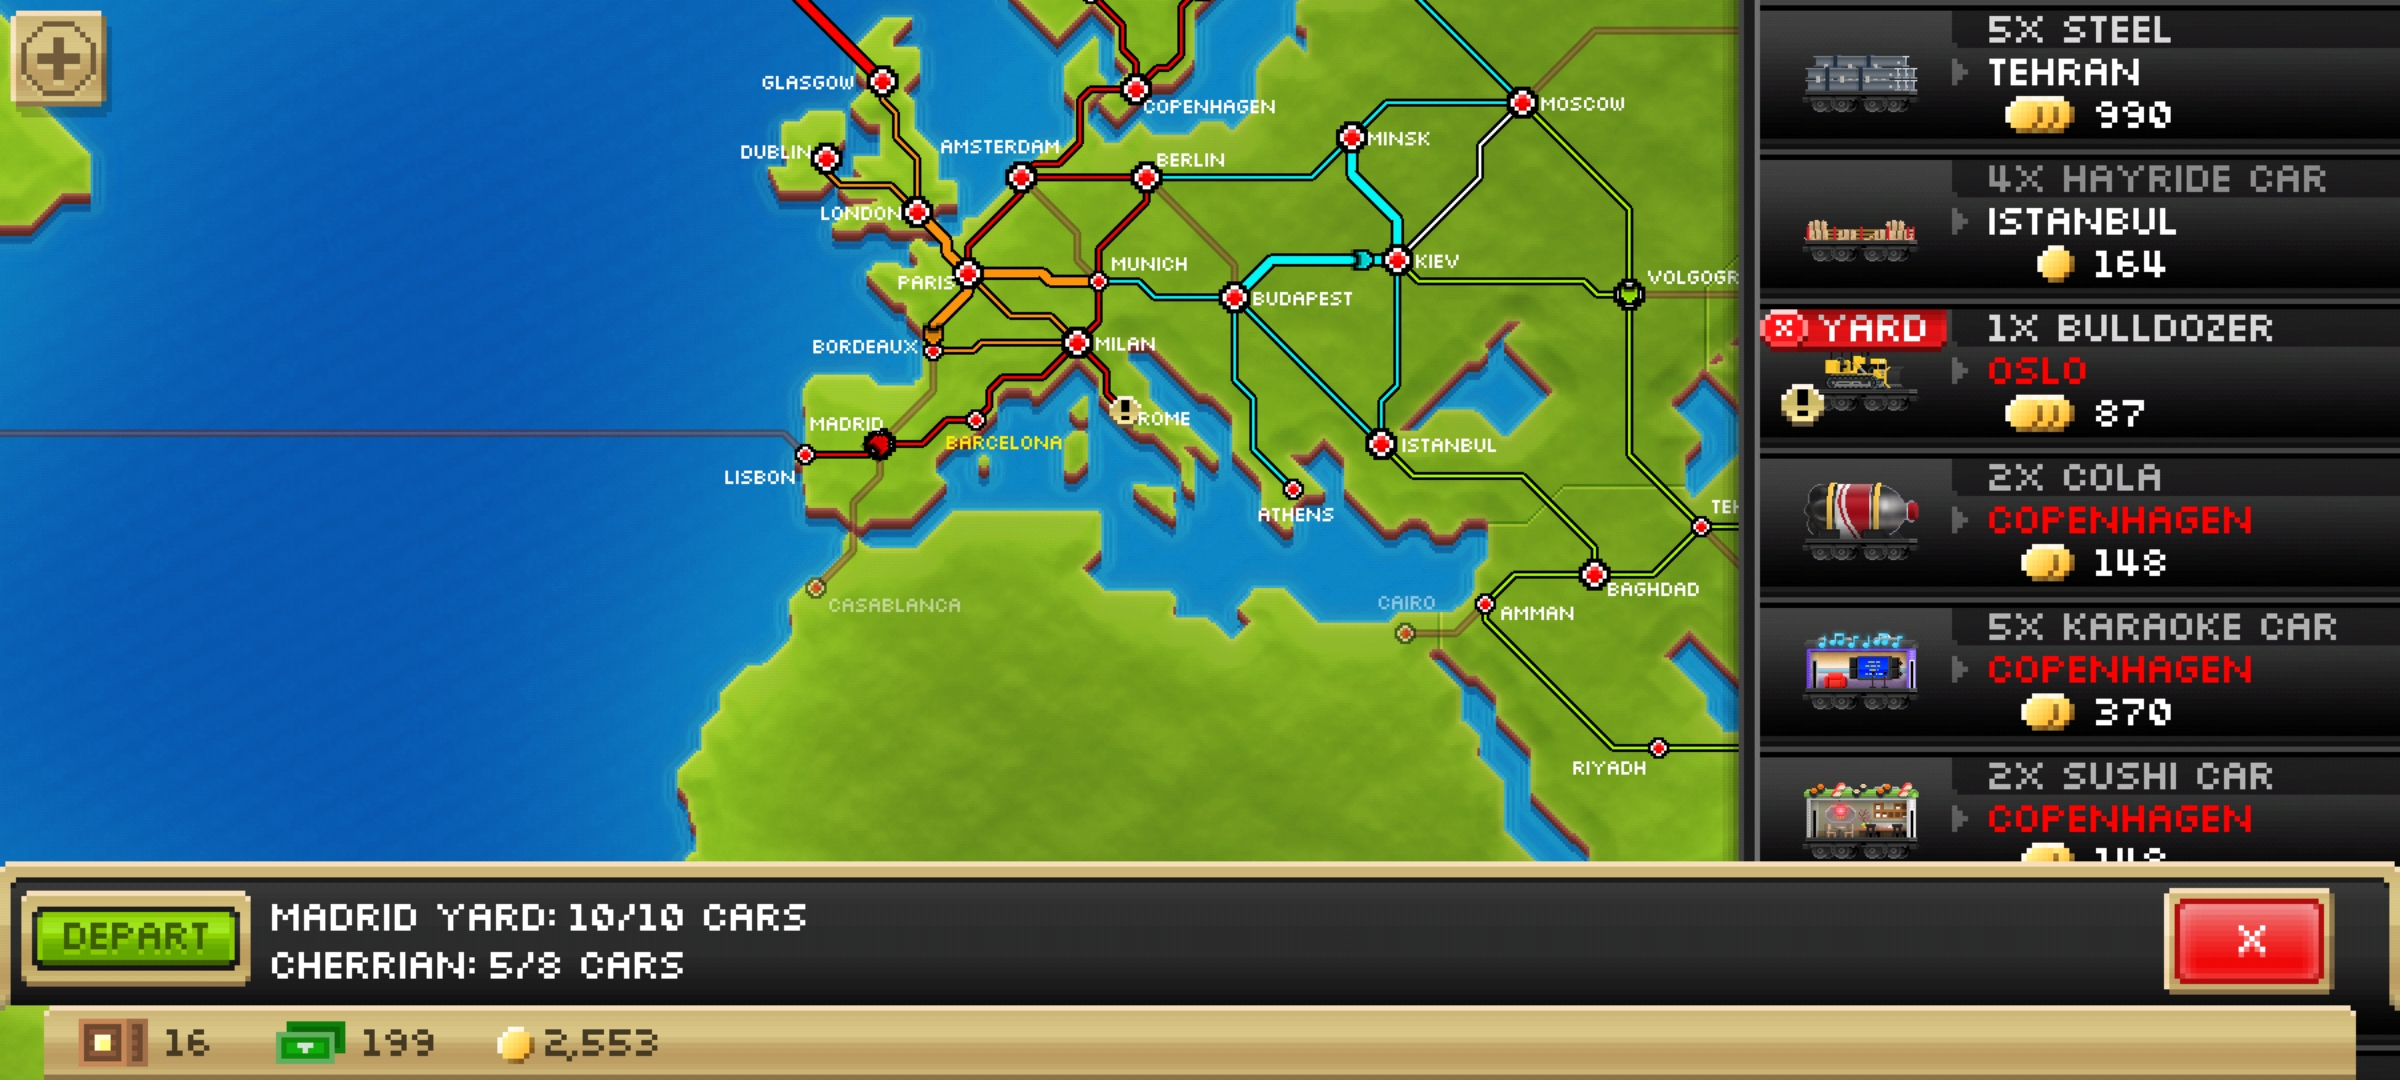 GLASGOW
COPENHAGEN
MOSCOW
MINSK
DUBLIN
AMSTERDAM
BERLIN
LONDON
PARIS
MUNICH
KIEV
BUDAPEST
BORDEAUX
MILAN
MADRID
ROME
BARCELONA
ISTANBUL
LISBON
ATHENS
BAGHDAD
CASABLANCA
CAIRO
AMMAN
RIYADH
VOLGOGR
TEH
5X STEEL
TEHRAN
990
4X HAYRIDE CAR
ISTANBUL
164
X YARD
1X BULLDOZER
OSLO
87
2X COLA
COPENHAGEN
148
5X KARAOKE CAR
COPENHAGEN
370
2X SUSHI CAR
COPENHAGEN
DEPART
MADRID YARD: 10/10 CARS
CHERRIAN: 5/8 CARS
X
16
199
2,553